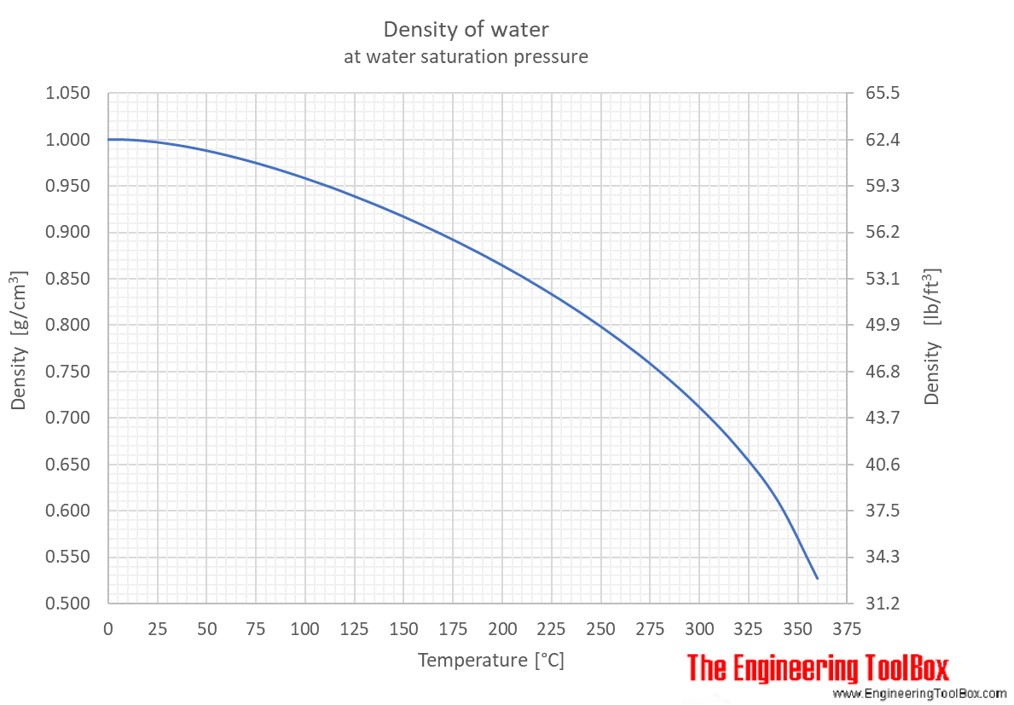 Density of water
at water saturation pressure
1.050 65.5
1.000 62.4
0.950 59.3
0.900 56.2
0.850 53.1
0.800 49.9
0.750 46.8
0.700 43.7
0.650 40.6
0.600 37.5
0.550 34.3
0.500 31.2
Density [g/cm³]
Density [lb/ft³]
0 25 50 75 100 125 150 175 200 225 250 275 300 325 350 375
Temperature [°C]
The Engineering ToolBox
www.EngineeringToolBox.com